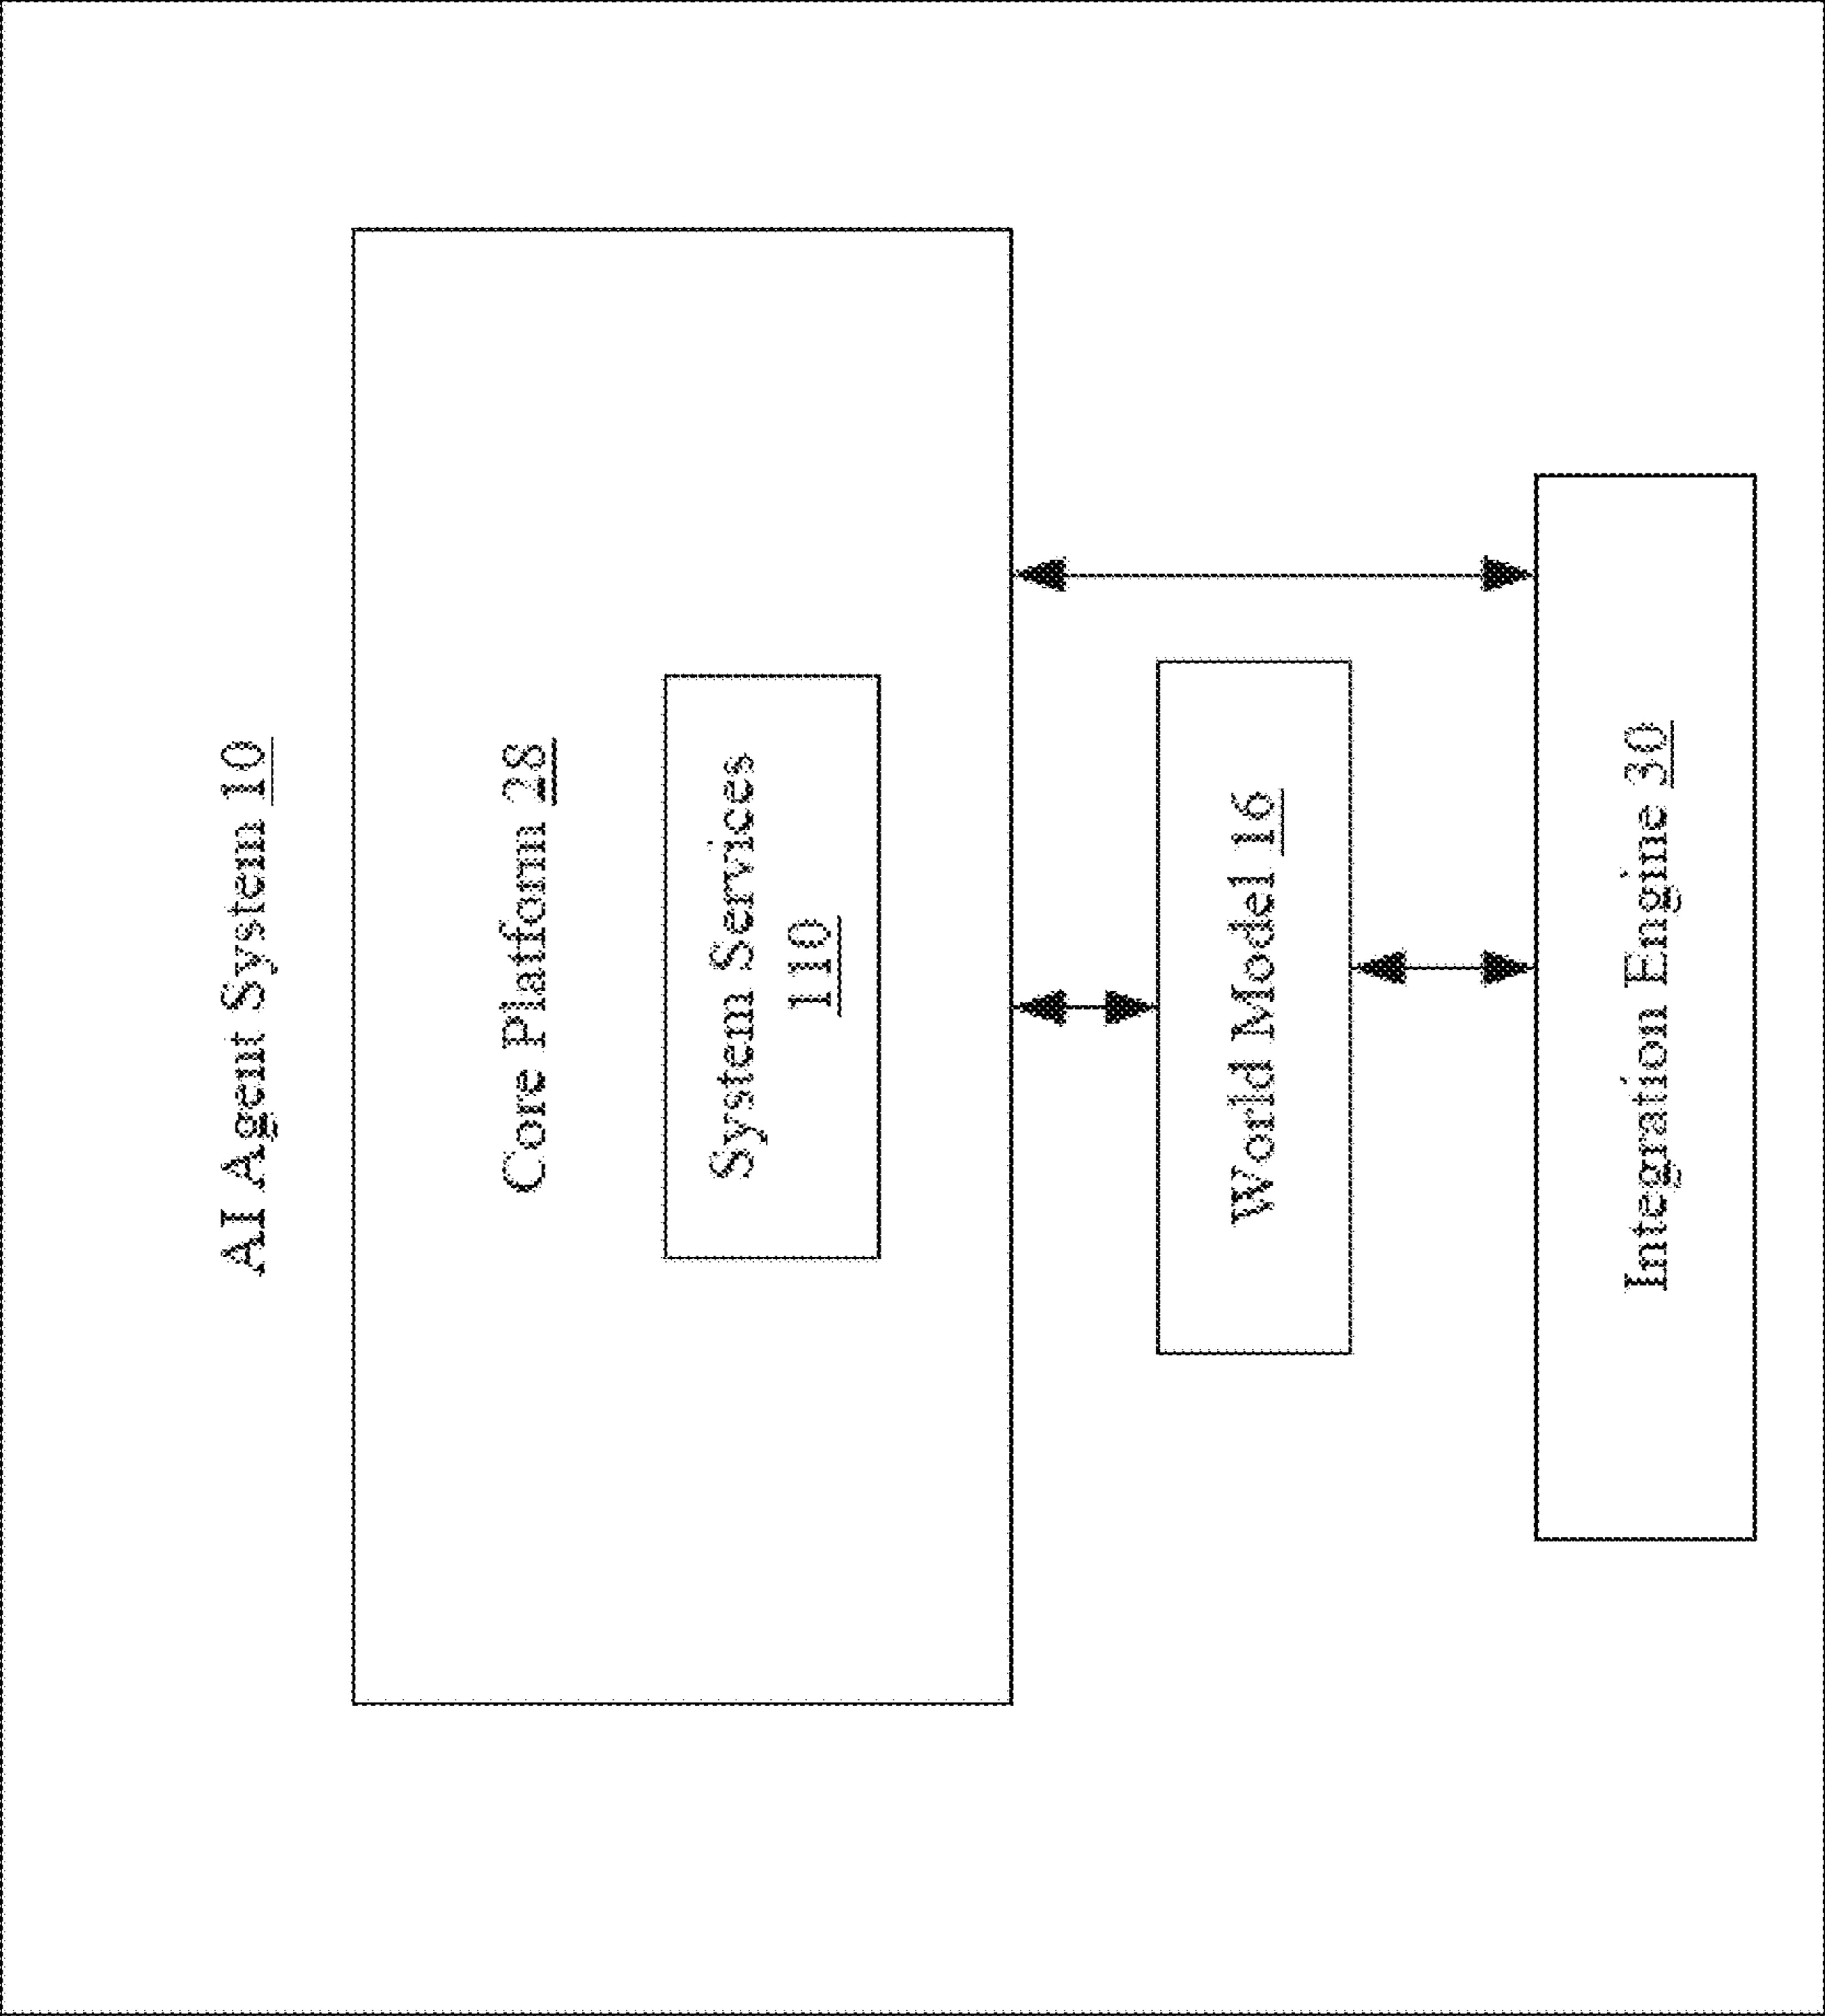 AI Agent System 10
Core Platform 28
System Services
110
World Model 16
Integration Engine 30